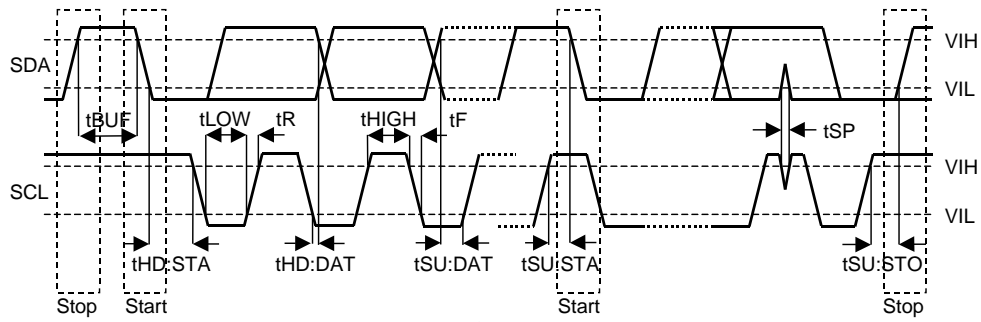 VIH
SDA
VIL
tBUF
tLOW
tR
tHIGH
tF
tSP
VIH
SCL
VIL
tHD:STA
tHD:DAT
tSU:DAT
tSU:STA
tSU:STO
Stop
Start
Start
Stop